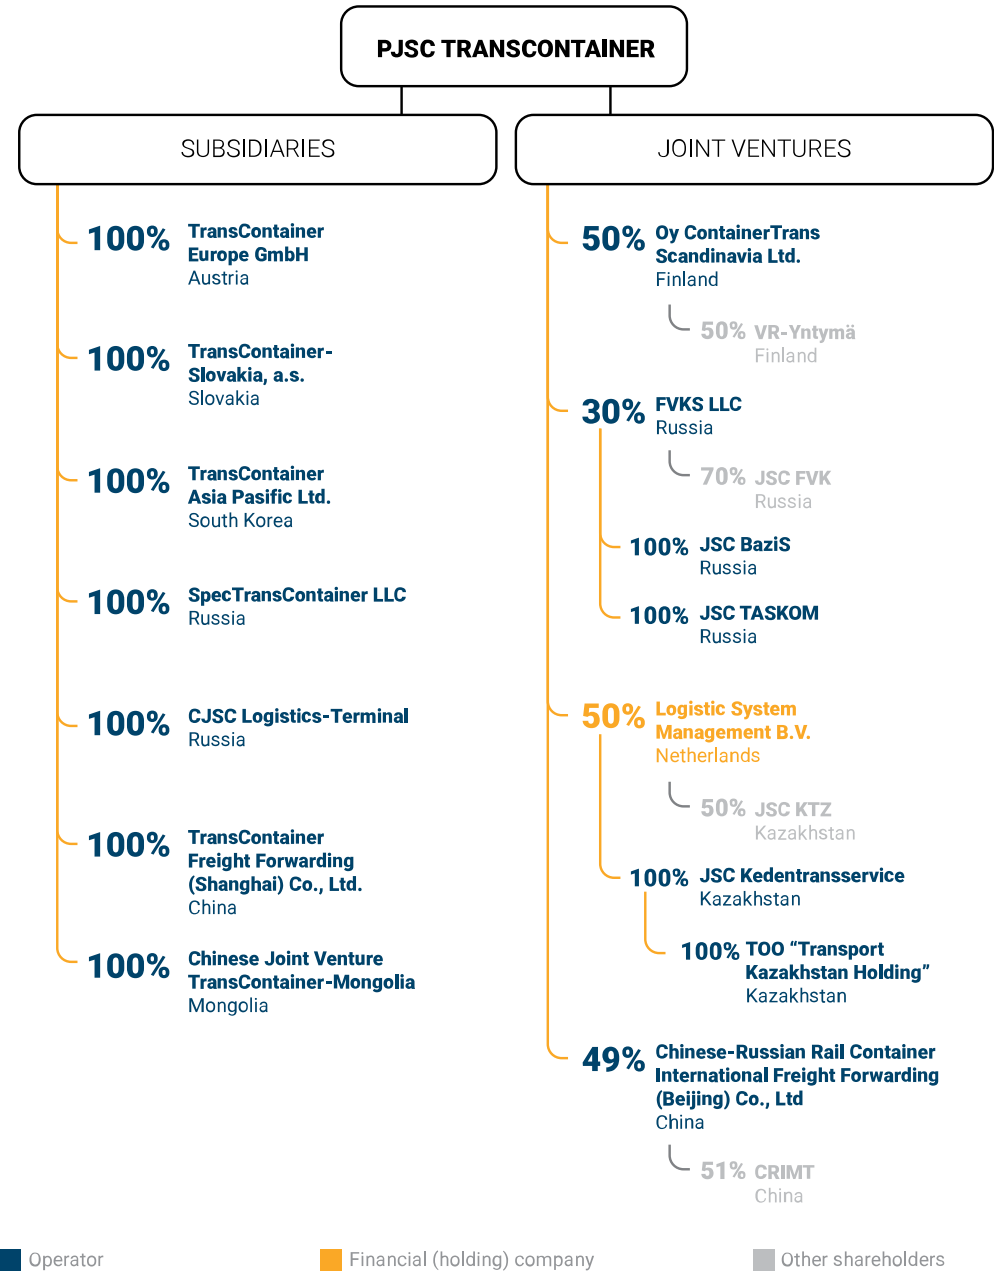 PJSC TRANSCONTAINER
SUBSIDIARIES
100% TransContainer
Europe GmbH
Austria
100% TransContainer-
Slovakia, a.s.
Slovakia
100% TransContainer
Asia Pasific Ltd.
South Korea
100% SpecTransContainer LLC
Russia
100% CJSC Logistics-Terminal
Russia
100% TransContainer
Freight Forwarding
(Shanghai) Co., Ltd.
China
100% Chinese Joint Venture
TransContainer-Mongolia
Mongolia
JOINT VENTURES
50% Oy ContainerTrans
Scandinavia Ltd.
Finland
50% VR-Yntymä
Finland
30% FVKS LLC
Russia
70% JSC FVK
Russia
100% JSC BaziS
Russia
100% JSC TASKOM
Russia
50% Logistic System
Management B.V.
Netherlands
50% JSC KTZ
Kazakhstan
100% JSC Kedentransservice
Kazakhstan
100% TOO “Transport
Kazakhstan Holding”
Kazakhstan
49% Chinese-Russian Rail Container
International Freight Forwarding
(Beijing) Co., Ltd
China
51% CRIMT
China
Operator
Financial (holding) company
Other shareholders